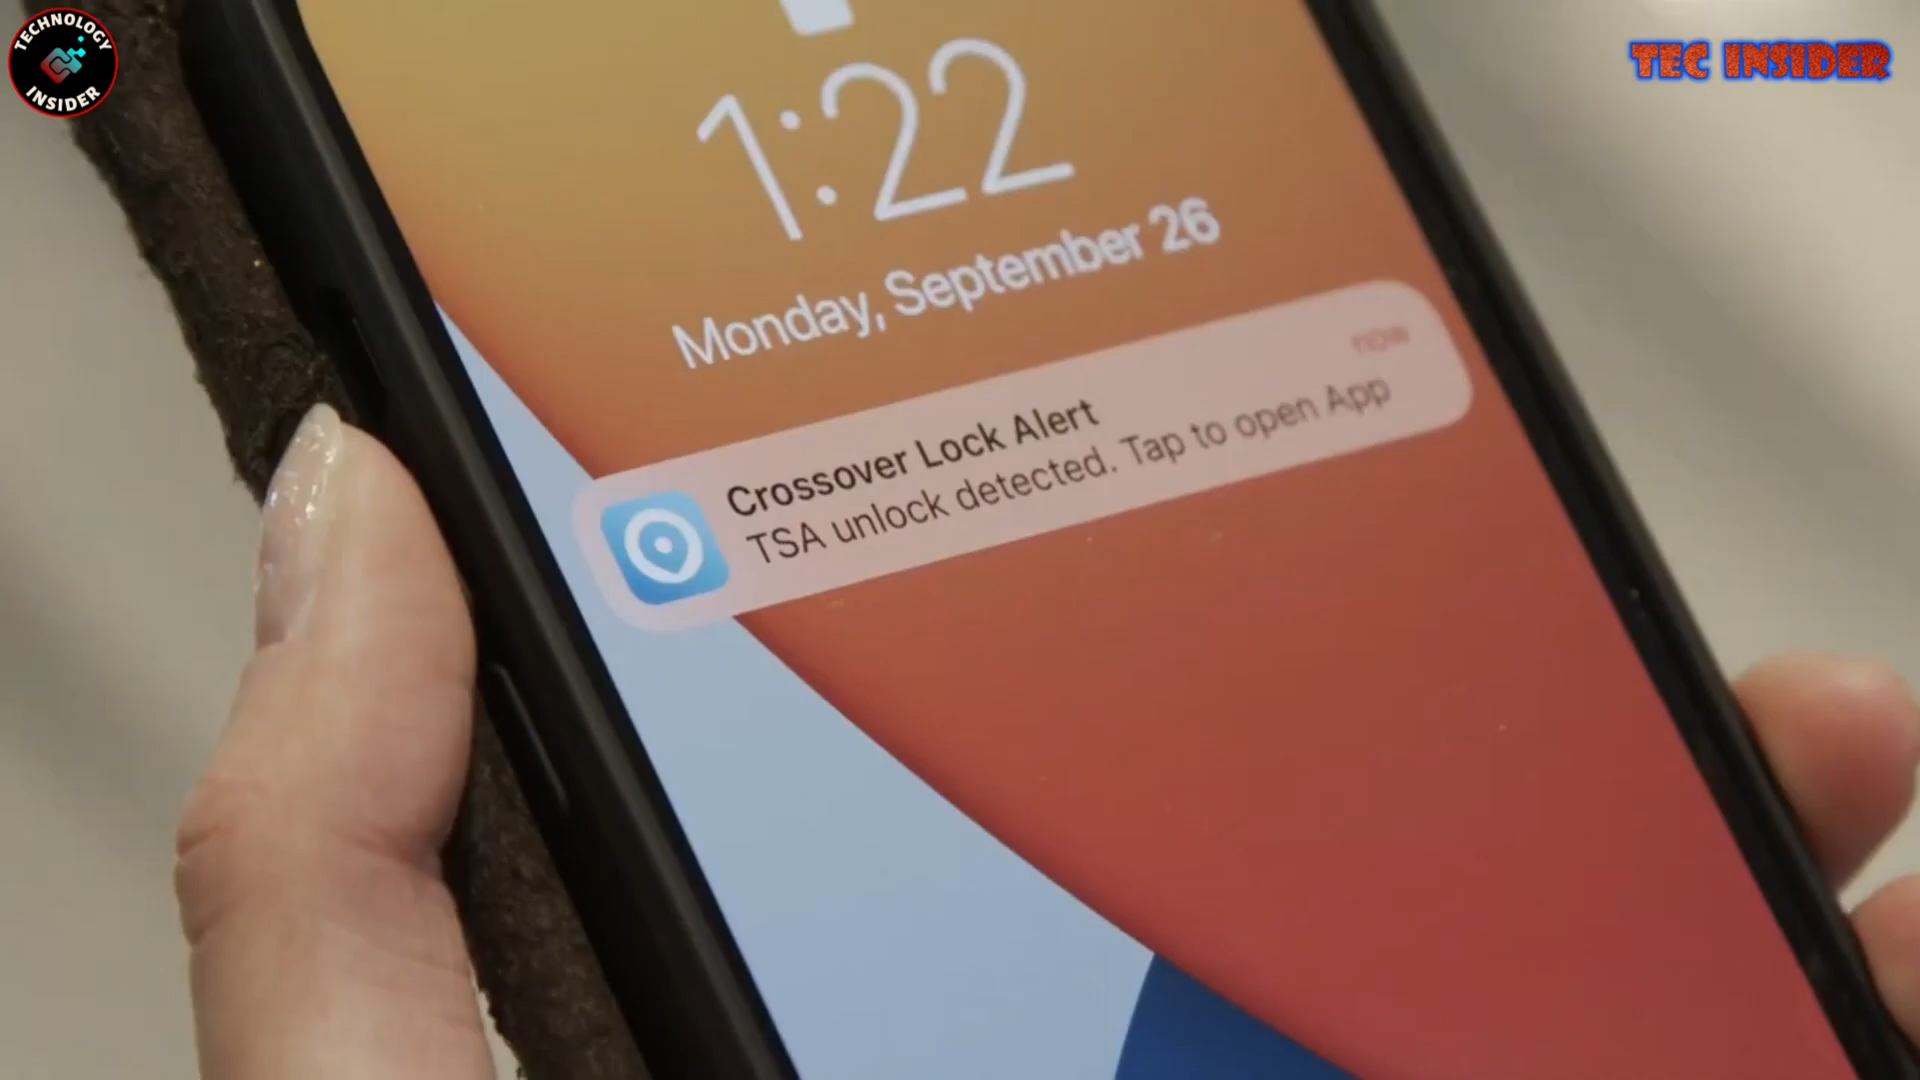 TECHNOLOGY
INSIDER
TEC INSIDER
1:22
Monday, September 26
now
Crossover Lock Alert
TSA unlock detected. Tap to open App